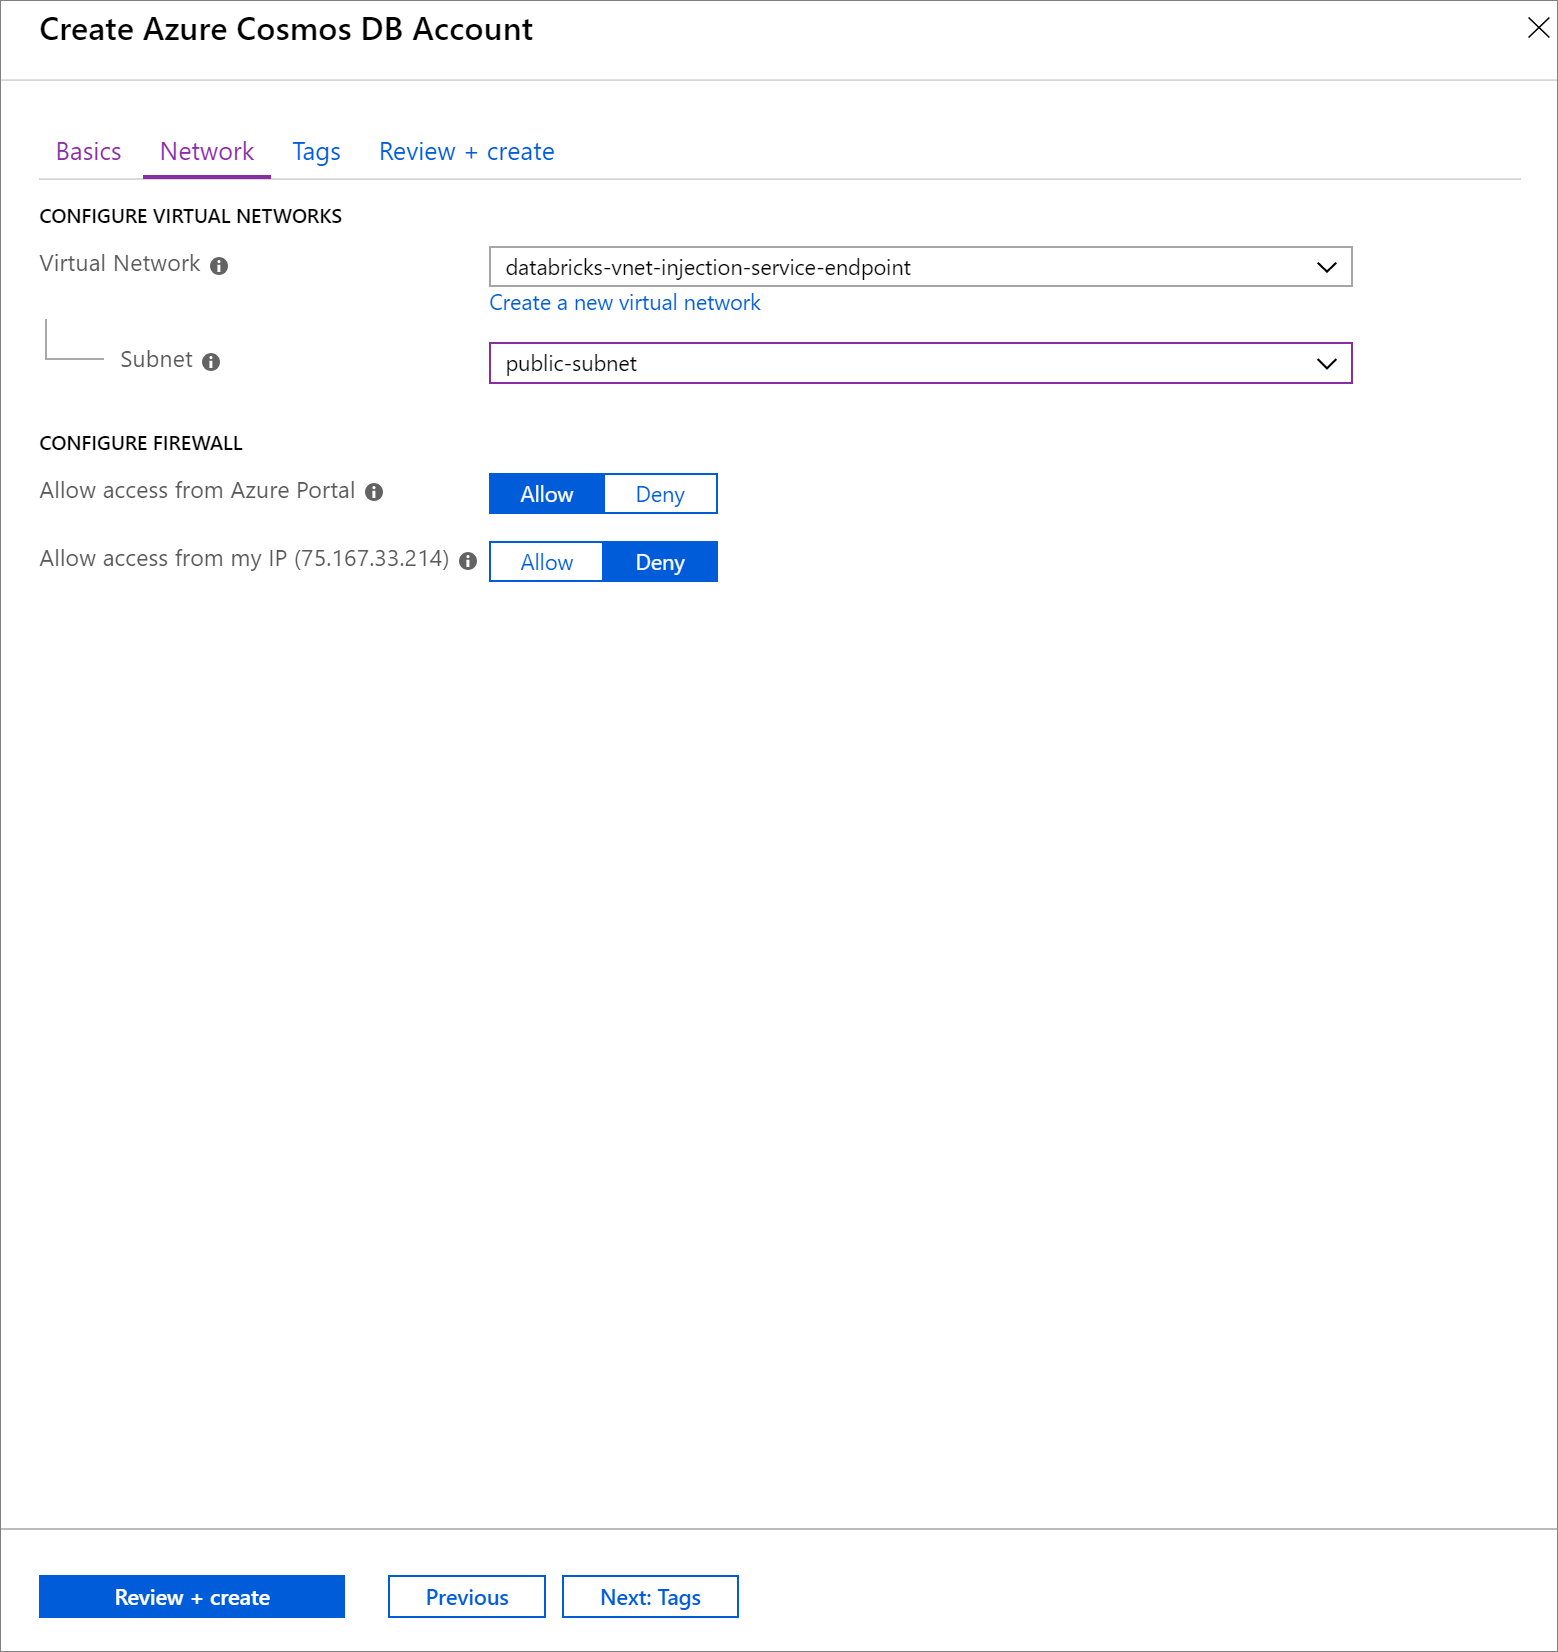 Create Azure Cosmos DB Account
Basics Network Tags Review + create
CONFIGURE VIRTUAL NETWORKS
Virtual Network databricks-vnet-injection-service-endpoint
Create a new virtual network
Subnet public-subnet
CONFIGURE FIREWALL
Allow access from Azure Portal Allow Deny
Allow access from my IP (75.167.33.214) Allow Deny
Review + create Previous Next: Tags